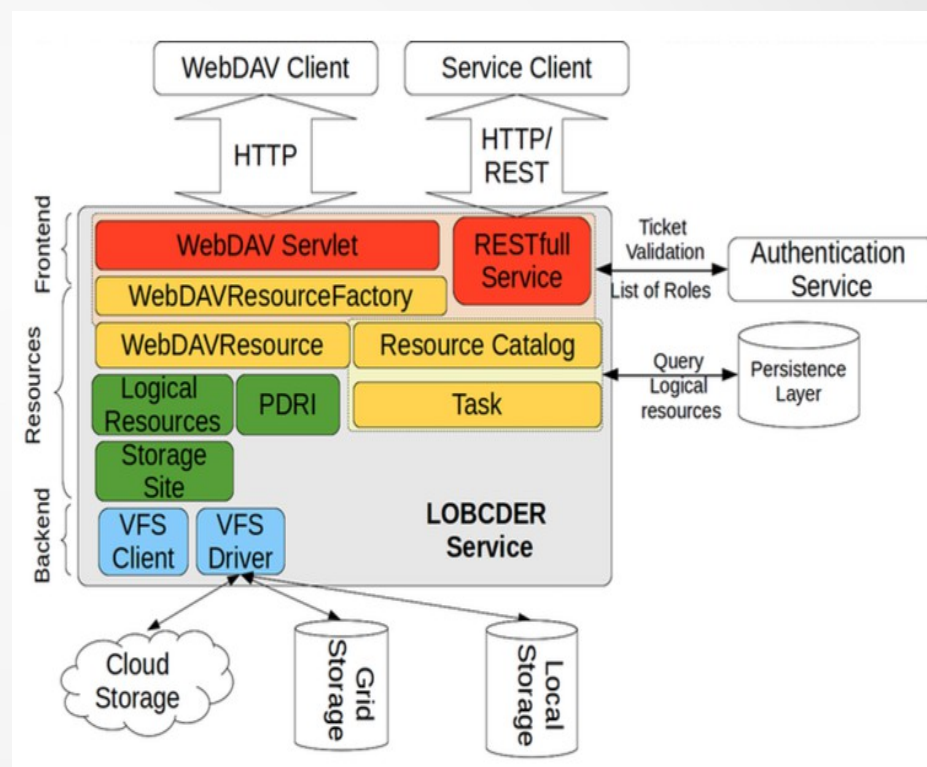 WebDAV Client
Service Client
HTTP
HTTP/
REST
Frontend
WebDAV Servlet
RESTfull
Service
Ticket
Validation
List of Roles
Authentication
Service
WebDAVResourceFactory
Resources
WebDAVResource
Resource Catalog
Query
Logical
resources
Persistence
Layer
Logical
Resources
PDRI
Task
Storage
Site
Backend
VFS
Client
VFS
Driver
LOBCDER
Service
Cloud
Storage
Grid
Storage
Local
Storage